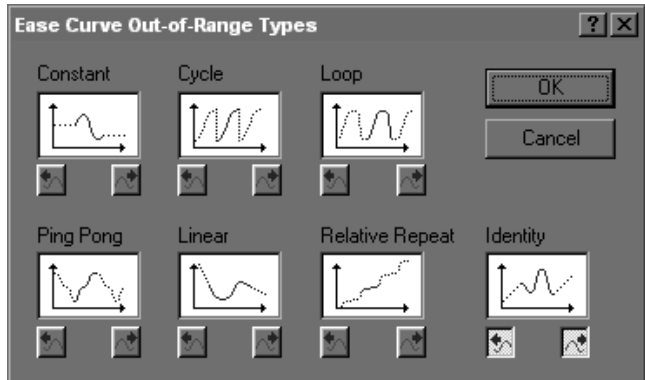 Ease Curve Out-of-Range Types
Constant Cycle Loop
OK
Cancel
Ping Pong Linear Relative Repeat Identity